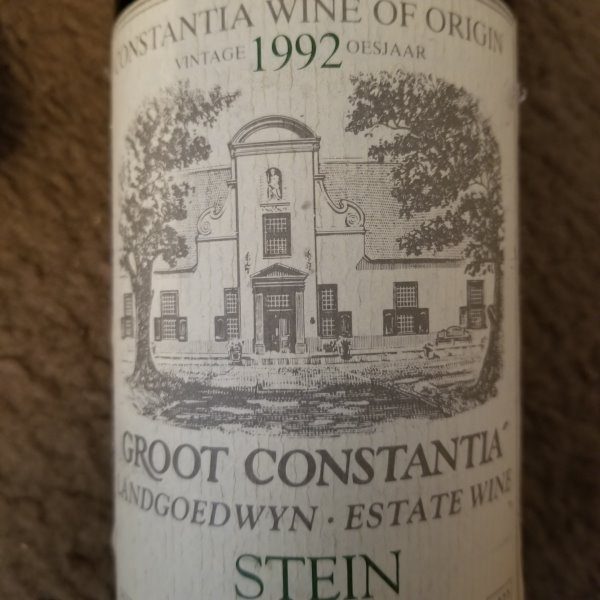 CONSTANTIA WINE OF ORIGIN
VINTAGE 1992 OESJAAR
GROOT CONSTANTIA
LANDGOEDWYN · ESTATE WINE
STEIN